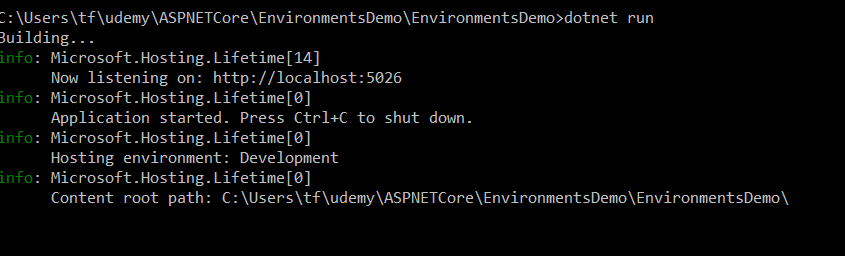 C:\Users\tf\udemy\ASPNETCore\EnvironmentsDemo\EnvironmentsDemo>dotnet run
Building...
info: Microsoft.Hosting.Lifetime[14]
      Now listening on: http://localhost:5026
info: Microsoft.Hosting.Lifetime[0]
      Application started. Press Ctrl+C to shut down.
info: Microsoft.Hosting.Lifetime[0]
      Hosting environment: Development
info: Microsoft.Hosting.Lifetime[0]
      Content root path: C:\Users\tf\udemy\ASPNETCore\EnvironmentsDemo\EnvironmentsDemo\